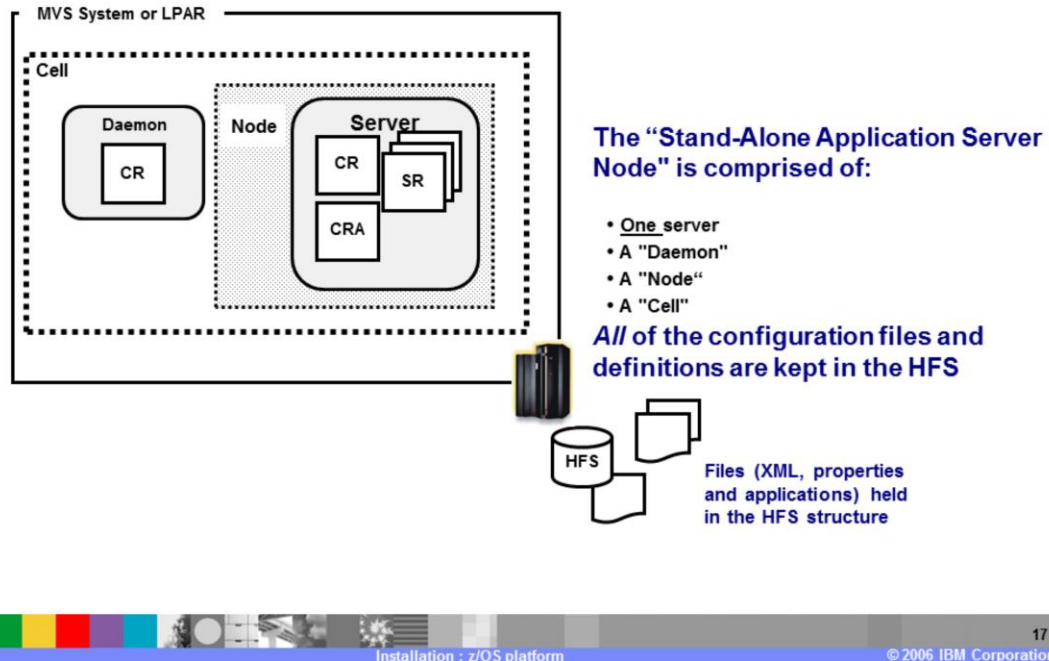 MVS System or LPAR
Cell
Daemon
CR
Node
Server
CR
SR
CRA
The “Stand-Alone Application Server
Node" is comprised of:
• One server
• A "Daemon"
• A "Node“
• A "Cell"
All of the configuration files and
definitions are kept in the HFS
HFS
Files (XML, properties
and applications) held
in the HFS structure
17
Installation : z/OS platform
© 2006 IBM Corporation